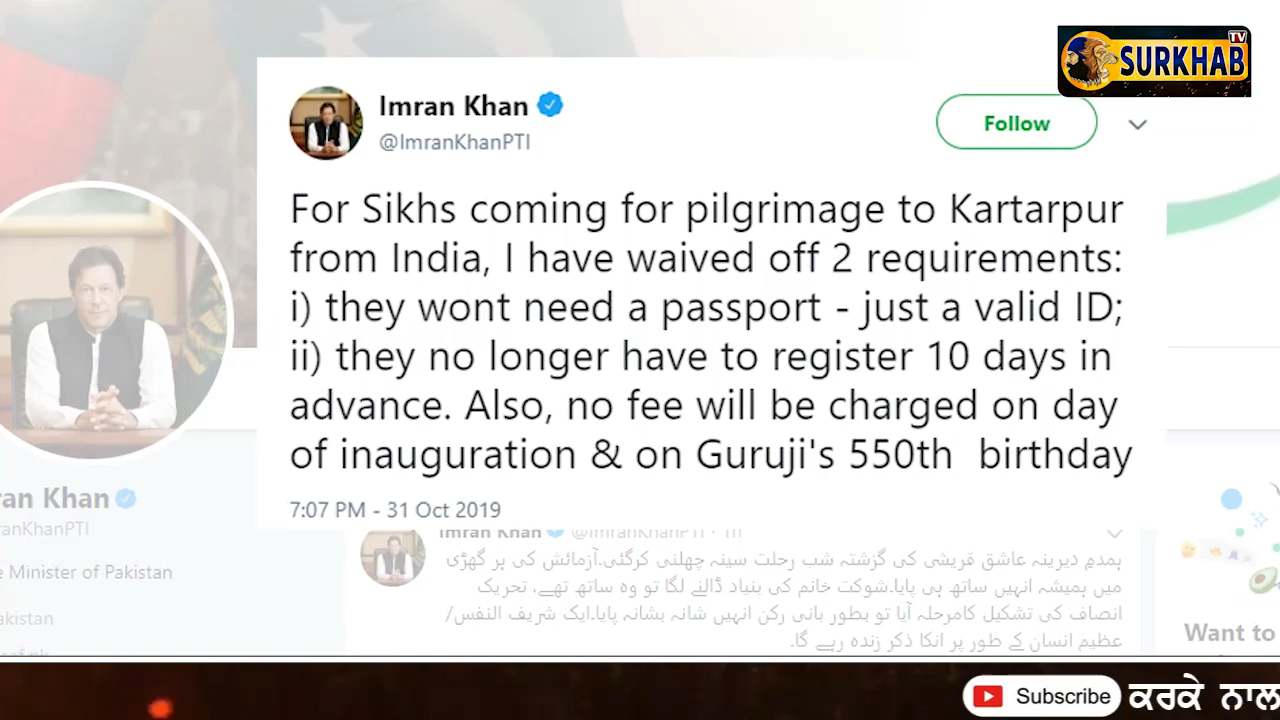 SURKHAB TV
Imran Khan
@ImranKhanPTI
Follow
For Sikhs coming for pilgrimage to Kartarpur
from India, I have waived off 2 requirements:
i) they wont need a passport - just a valid ID;
ii) they no longer have to register 10 days in
advance. Also, no fee will be charged on day
of inauguration & on Guruji's 550th birthday
7:07 PM - 31 Oct 2019
ran Khan
ranKhanPTI
e Minister of Pakistan
akistan
Imran Khan @ImranKhanPTI · 1h
ہمدمِ دیرینہ عاشق قریشی کی گزشتہ شب رحلت سینہ چھلنی کرگئی۔آزمائش کی ہر گھڑی
میں ہمیشہ انہیں ساتھ ہی پایا۔شوکت خانم کی بنیاد ڈالنے لگا تو وہ ساتھ تھے، تحریک
انصاف کی تشکیل کامرحلہ آیا تو بطور بانی رکن انہیں شانہ بشانہ پایا۔ایک شریف النفس/
عظیم انسان کے طور پر انکا ذکر زندہ رہے گا۔
Want to
Subscribe
ਕਰਕੇ ਨਾਲ